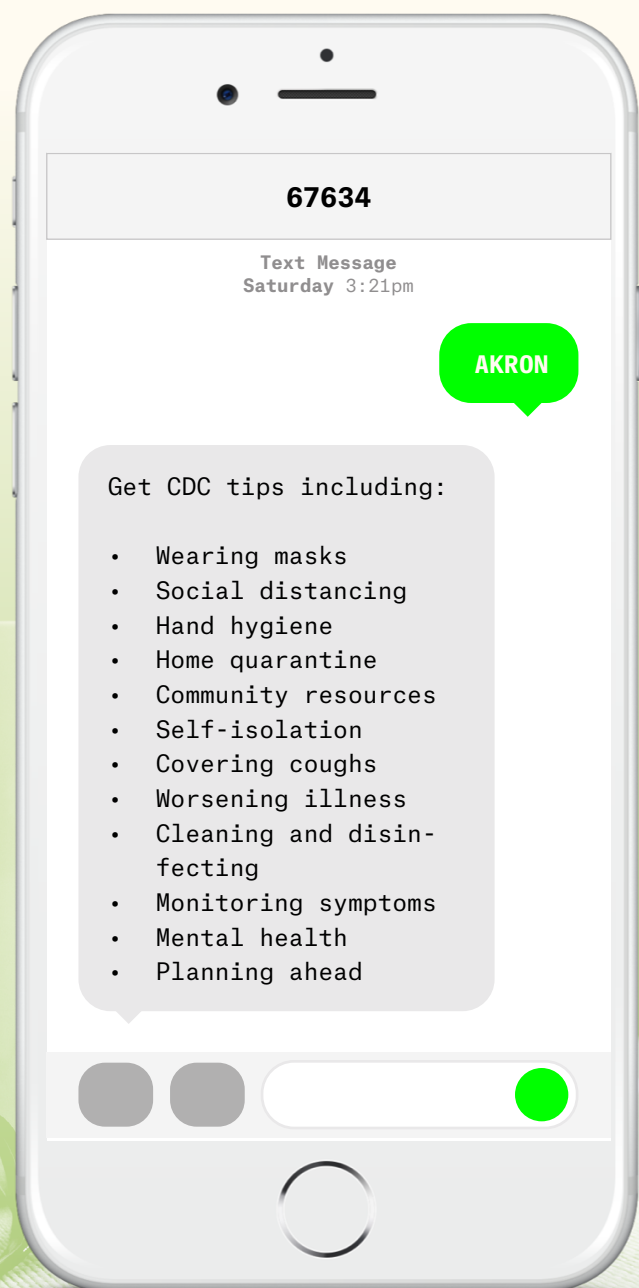 67634
Text Message
Saturday 3:21pm
AKRON
Get CDC tips including:
• Wearing masks
• Social distancing
• Hand hygiene
• Home quarantine
• Community resources
• Self-isolation
• Covering coughs
• Worsening illness
• Cleaning and disin-
fecting
• Monitoring symptoms
• Mental health
• Planning ahead